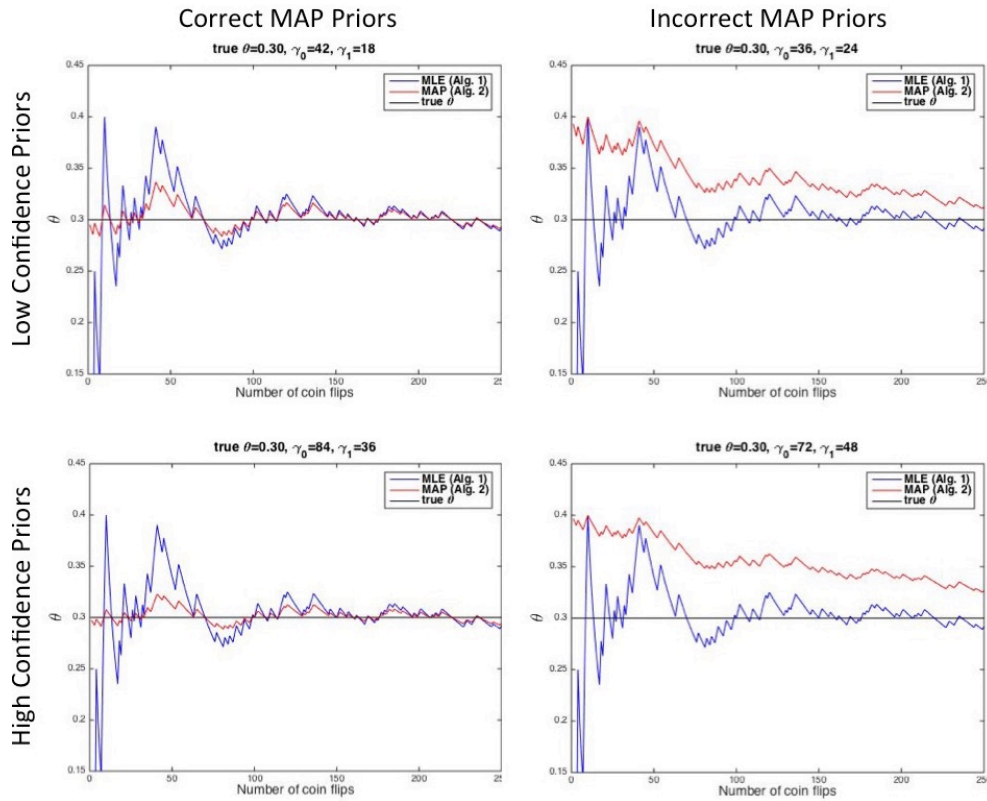 Correct MAP Priors
Incorrect MAP Priors
Low Confidence Priors
true θ=0.30, γ₀=42, γ₁=18
0.45
0.4
0.35
0.3
0.25
0.2
0.15
θ
MLE (Alg. 1)
MAP (Alg. 2)
true θ
0 50 100 150 200 250
Number of coin flips
true θ=0.30, γ₀=36, γ₁=24
0.45
0.4
0.35
0.3
0.25
0.2
0.15
θ
MLE (Alg. 1)
MAP (Alg. 2)
true θ
0 50 100 150 200 25
Number of coin flips
High Confidence Priors
true θ=0.30, γ₀=84, γ₁=36
0.45
0.4
0.35
0.3
0.25
0.2
0.15
θ
MLE (Alg. 1)
MAP (Alg. 2)
true θ
0 50 100 150 200 250
Number of coin flips
true θ=0.30, γ₀=72, γ₁=48
0.45
0.4
0.35
0.3
0.25
0.2
0.15
θ
MLE (Alg. 1)
MAP (Alg. 2)
true θ
0 50 100 150 200 25
Number of coin flips